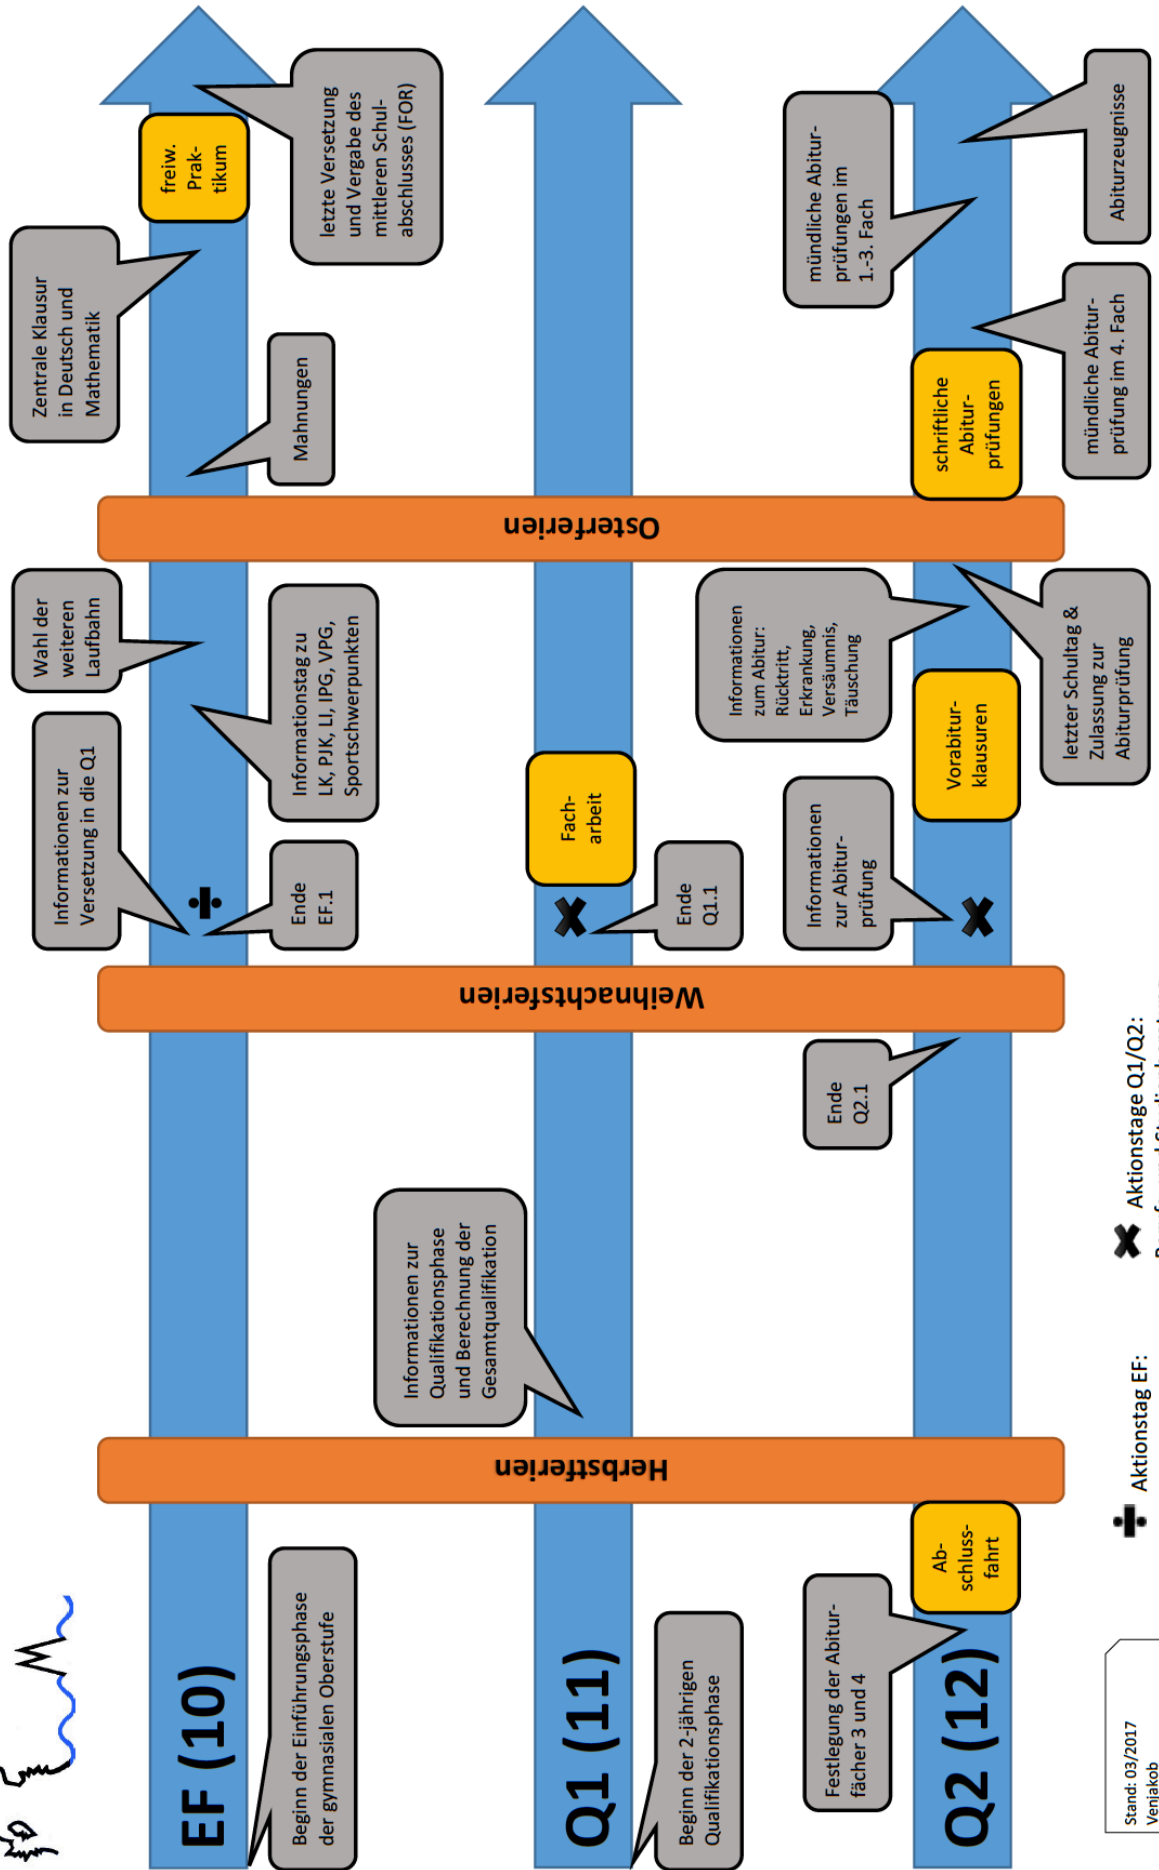 EF (10)
Beginn der Einführungsphase
der gymnasialen Oberstufe
Informationen zur
Versetzung in die Q1
Ende
EF.1
Informationstag zu
LK, PJK, LI, IPG, VPG,
Sportschwerpunkten
Wahl der
weiteren
Laufbahn
Mahnungen
Zentrale Klausur
in Deutsch und
Mathematik
freiw.
Prak-
tikum
letzte Versetzung
und Vergabe des
mittleren Schul-
abschlusses (FOR)
Herbstferien
Weihnachtsferien
Osterferien
Q1 (11)
Beginn der 2-jährigen
Qualifikationsphase
Informationen zur
Qualifikationsphase
und Berechnung der
Gesamtqualifikation
Ende
Q1.1
Fach-
arbeit
Q2 (12)
Festlegung der Abitur-
fächer 3 und 4
Ab-
schluss-
fahrt
Ende
Q2.1
Informationen
zur Abitur-
prüfung
Vorabitur-
klausuren
Informationen
zum Abitur:
Rücktritt,
Erkrankung,
Versäumnis,
Täuschung
letzter Schultag &
Zulassung zur
Abiturprüfung
schriftliche
Abitur-
prüfungen
mündliche Abitur-
prüfung im 4. Fach
mündliche Abitur-
prüfungen im
1.-3. Fach
Abiturzeugnisse
Stand: 03/2017
Venjakob
Aktionstag EF:
Aktionstage Q1/Q2: